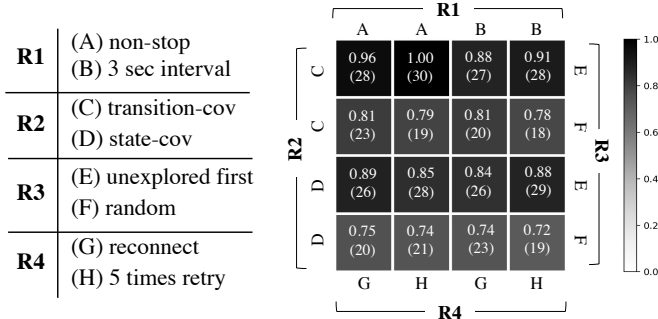 R1
(A) non-stop
(B) 3 sec interval
R2
(C) transition-cov
(D) state-cov
R3
(E) unexplored first
(F) random
R4
(G) reconnect
(H) 5 times retry
R1
A A B B
R2
C 0.96 1.00 0.88 0.91 E
(28) (30) (27) (28)
C 0.81 0.79 0.81 0.78 F
(23) (19) (20) (18)
D 0.89 0.85 0.84 0.88 E
(26) (28) (26) (29)
D 0.75 0.74 0.74 0.72 F
(20) (21) (23) (19)
R3
G H G H
R4
1.0
0.8
0.6
0.4
0.2
0.0